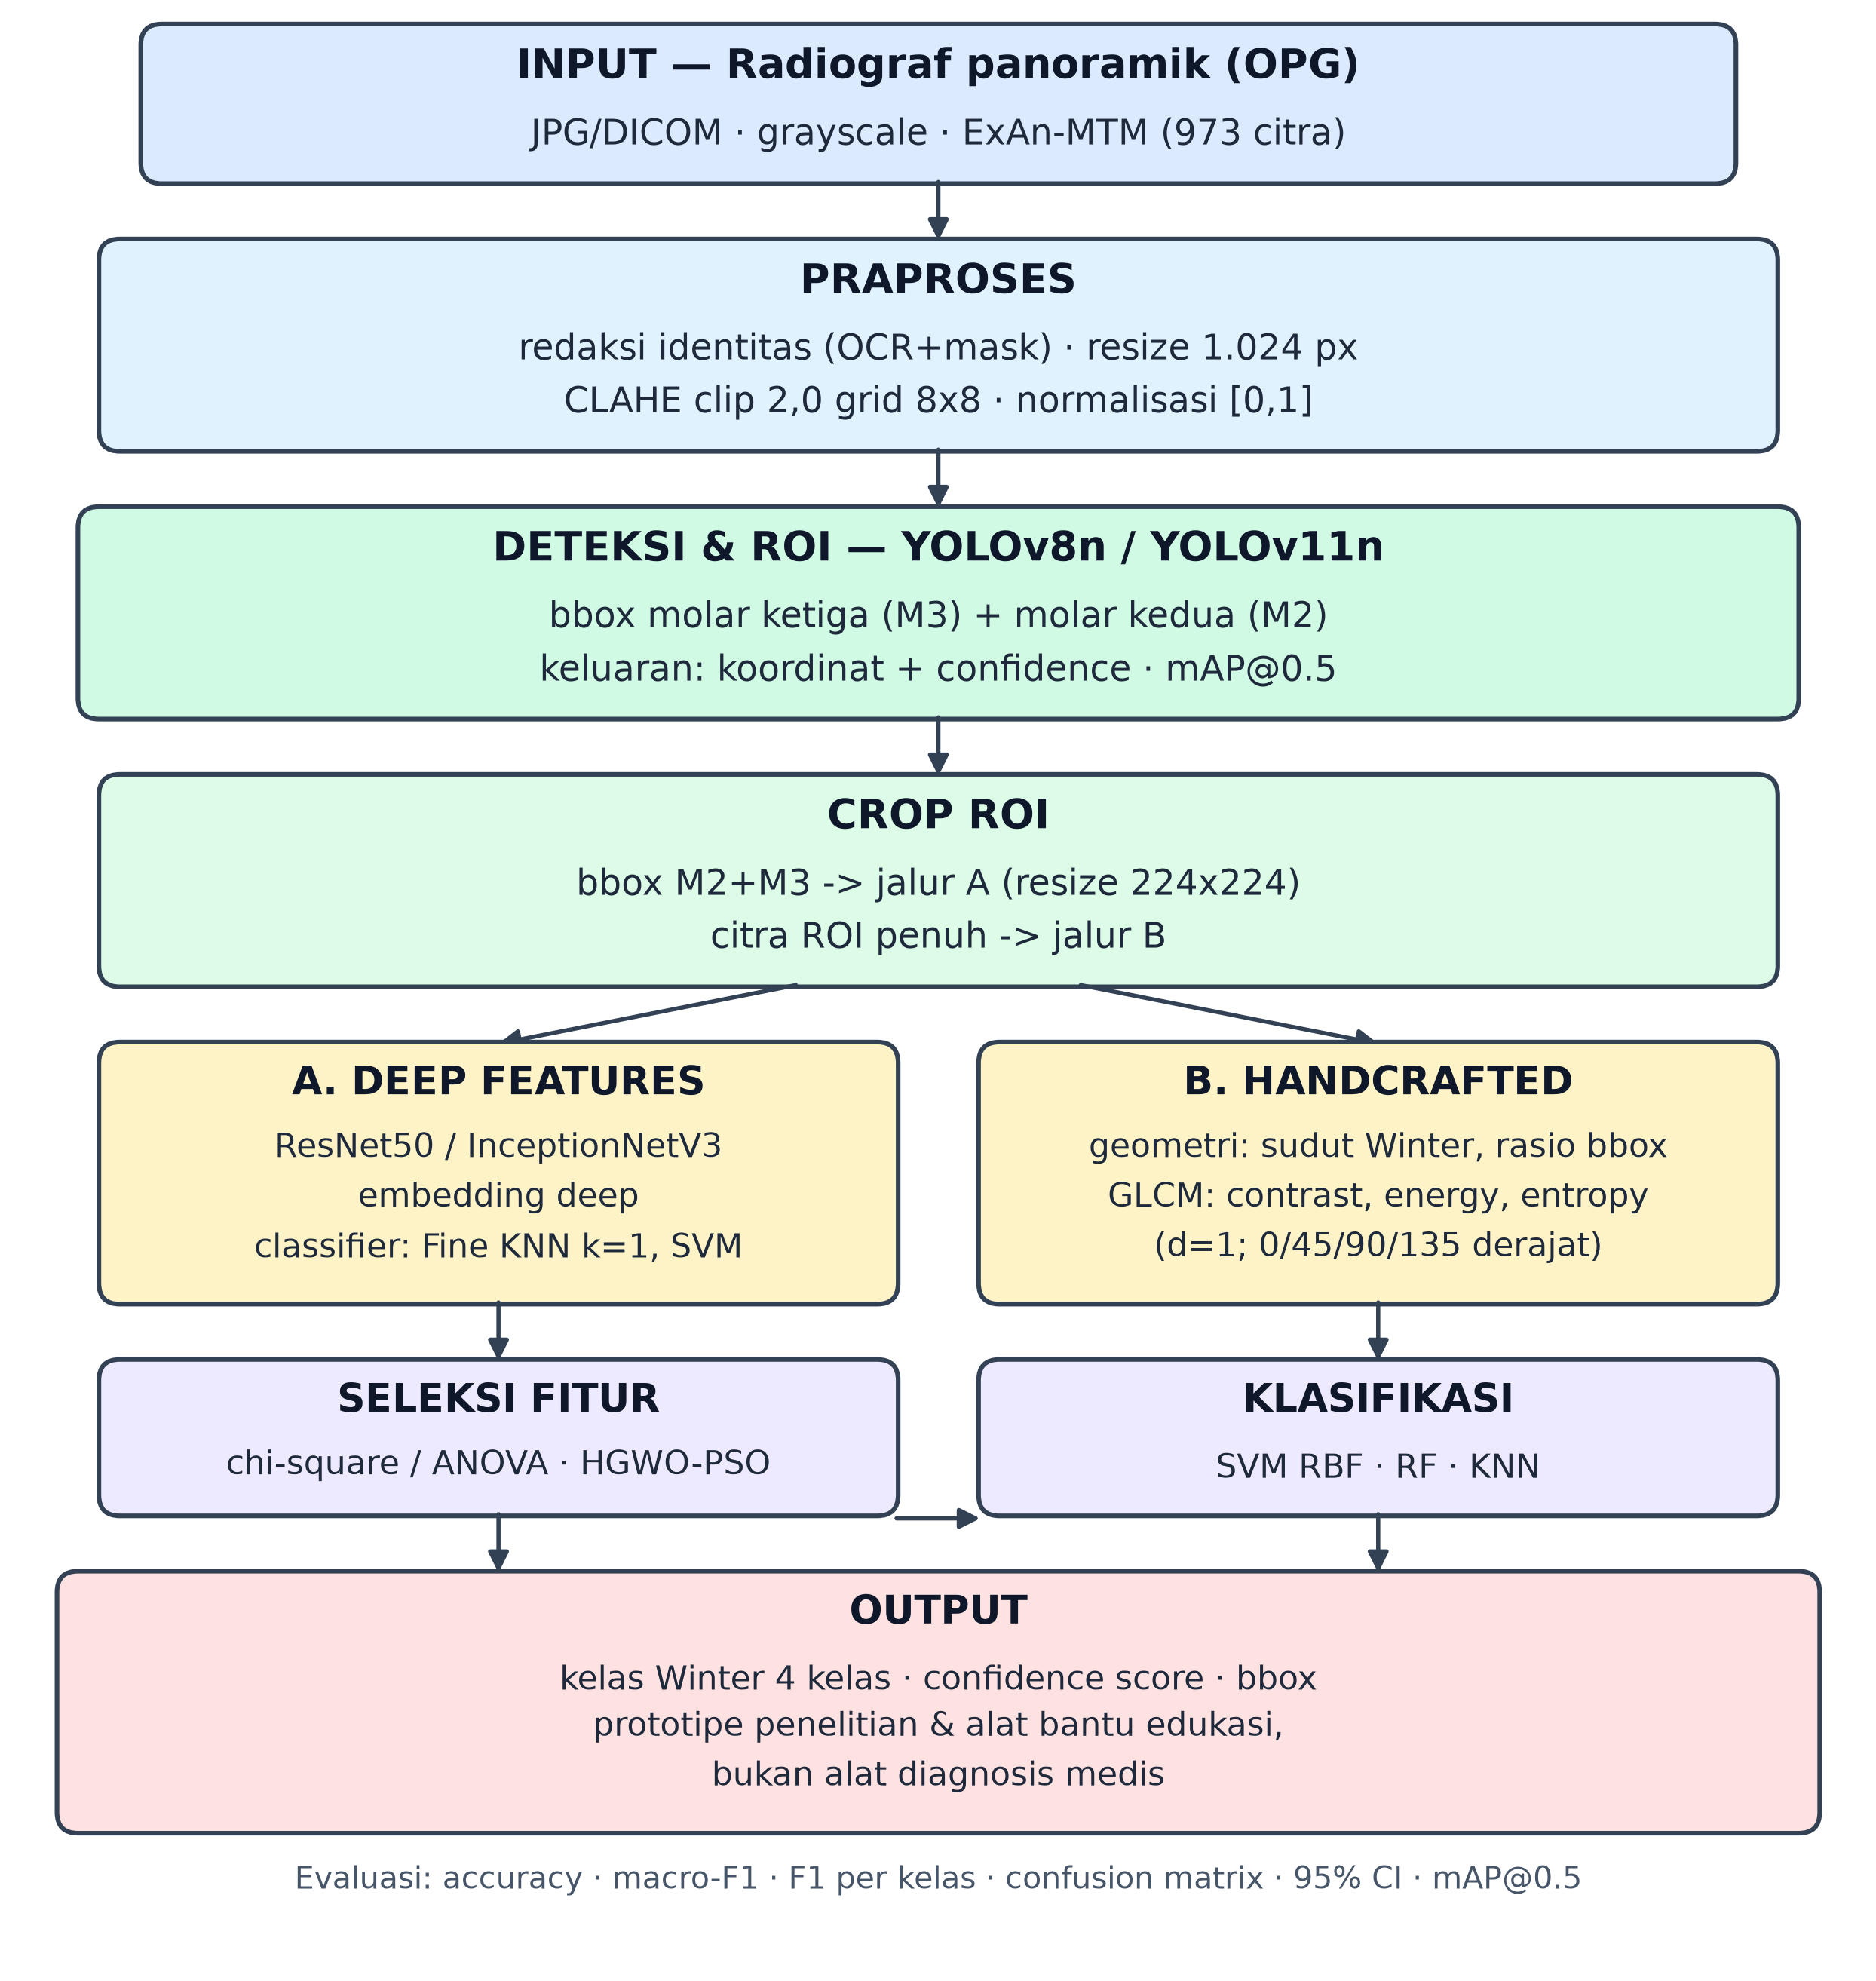 INPUT — Radiograf panoramik (OPG)
JPG/DICOM · grayscale · ExAn-MTM (973 citra)
PRAPROSES
redaksi identitas (OCR+mask) · resize 1.024 px
CLAHE clip 2,0 grid 8x8 · normalisasi [0,1]
DETEKSI & ROI — YOLOv8n / YOLOv11n
bbox molar ketiga (M3) + molar kedua (M2)
keluaran: koordinat + confidence · mAP@0.5
CROP ROI
bbox M2+M3 -> jalur A (resize 224x224)
citra ROI penuh -> jalur B
A. DEEP FEATURES
ResNet50 / InceptionNetV3
embedding deep
classifier: Fine KNN k=1, SVM
B. HANDCRAFTED
geometri: sudut Winter, rasio bbox
GLCM: contrast, energy, entropy
(d=1; 0/45/90/135 derajat)
SELEKSI FITUR
chi-square / ANOVA · HGWO-PSO
KLASIFIKASI
SVM RBF · RF · KNN
OUTPUT
kelas Winter 4 kelas · confidence score · bbox
prototipe penelitian & alat bantu edukasi,
bukan alat diagnosis medis
Evaluasi: accuracy · macro-F1 · F1 per kelas · confusion matrix · 95% CI · mAP@0.5